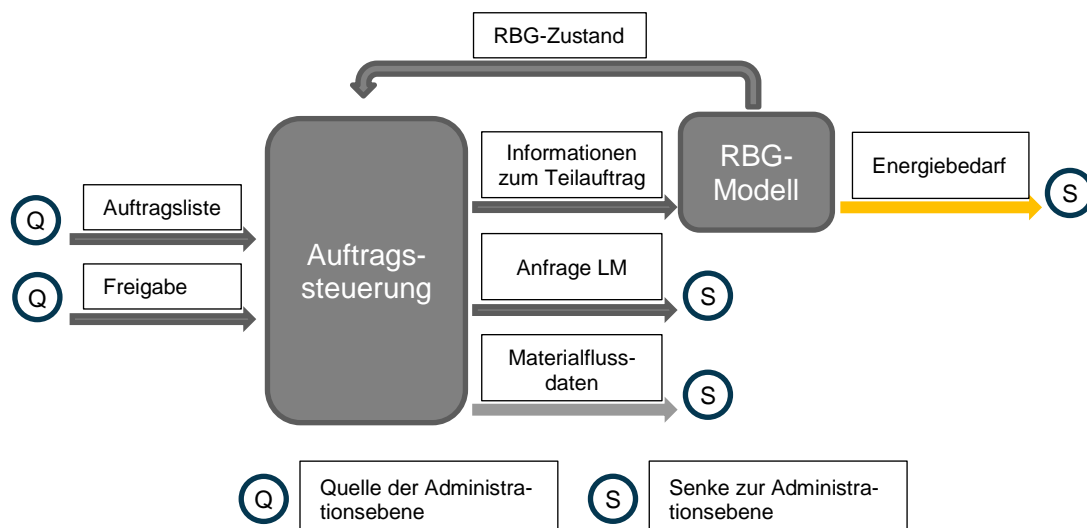 RBG-Zustand
Informationen
zum Teilauftrag
RBG-
Modell
Energiebedarf
S
Q
Auftragsliste
Auftrags-
steuerung
Q
Freigabe
Anfrage LM
S
Materialfluss-
daten
S
Q
Quelle der Administra-
tionsebene
S
Senke zur Administra-
tionsebene